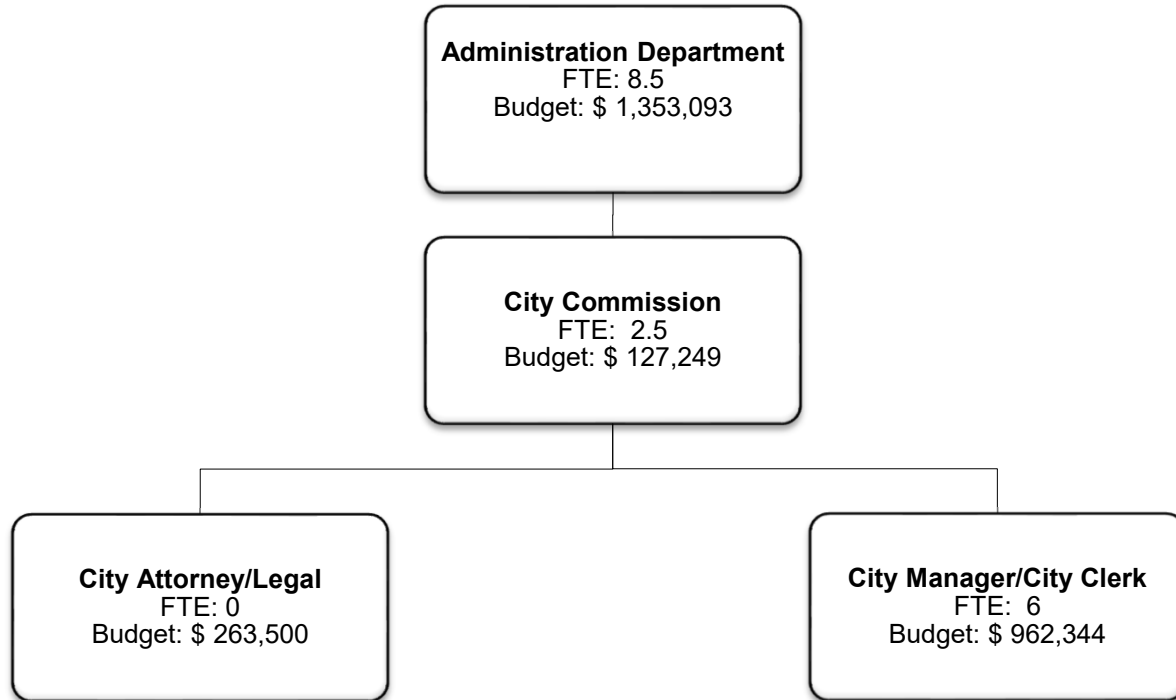 Administration Department
FTE: 8.5
Budget: $ 1,353,093
City Commission
FTE:  2.5
Budget: $ 127,249
City Attorney/Legal
FTE: 0
Budget: $ 263,500
City Manager/City Clerk
FTE:  6
Budget: $ 962,344